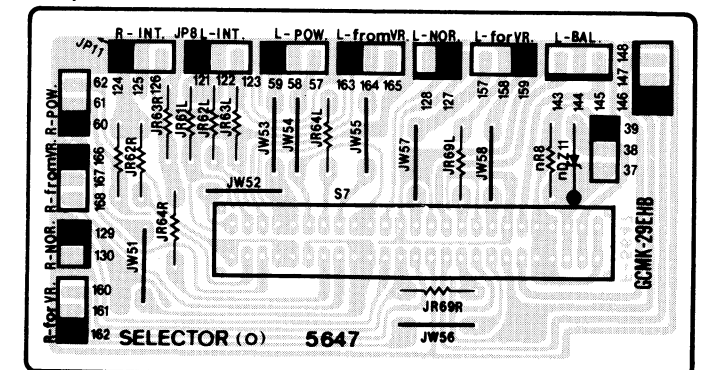 R-INT. JP8 L-INT. L-POW. L-fromVR. L-NOR. L-forVR. L-BAL.
JP11
124 125 126 121 122 123 59 58 57 163 164 165 128 127 157 158 159 143 144 145 146 147 148
R-POW.
62
61
60
R-fromVR.
166
167
168
R-NOR.
129
130
R-forVR.
160
161
162
39
38
37
JR62R JR63R JR61L JR62L JR63L JW53 JW54 JR64L JW55 JW57 JR69L JW58 nR8 nDZ11
JW52
S7
JR64R
JW51
GCMK-29EHB
JR69R
JW56
SELECTOR (O) 5647